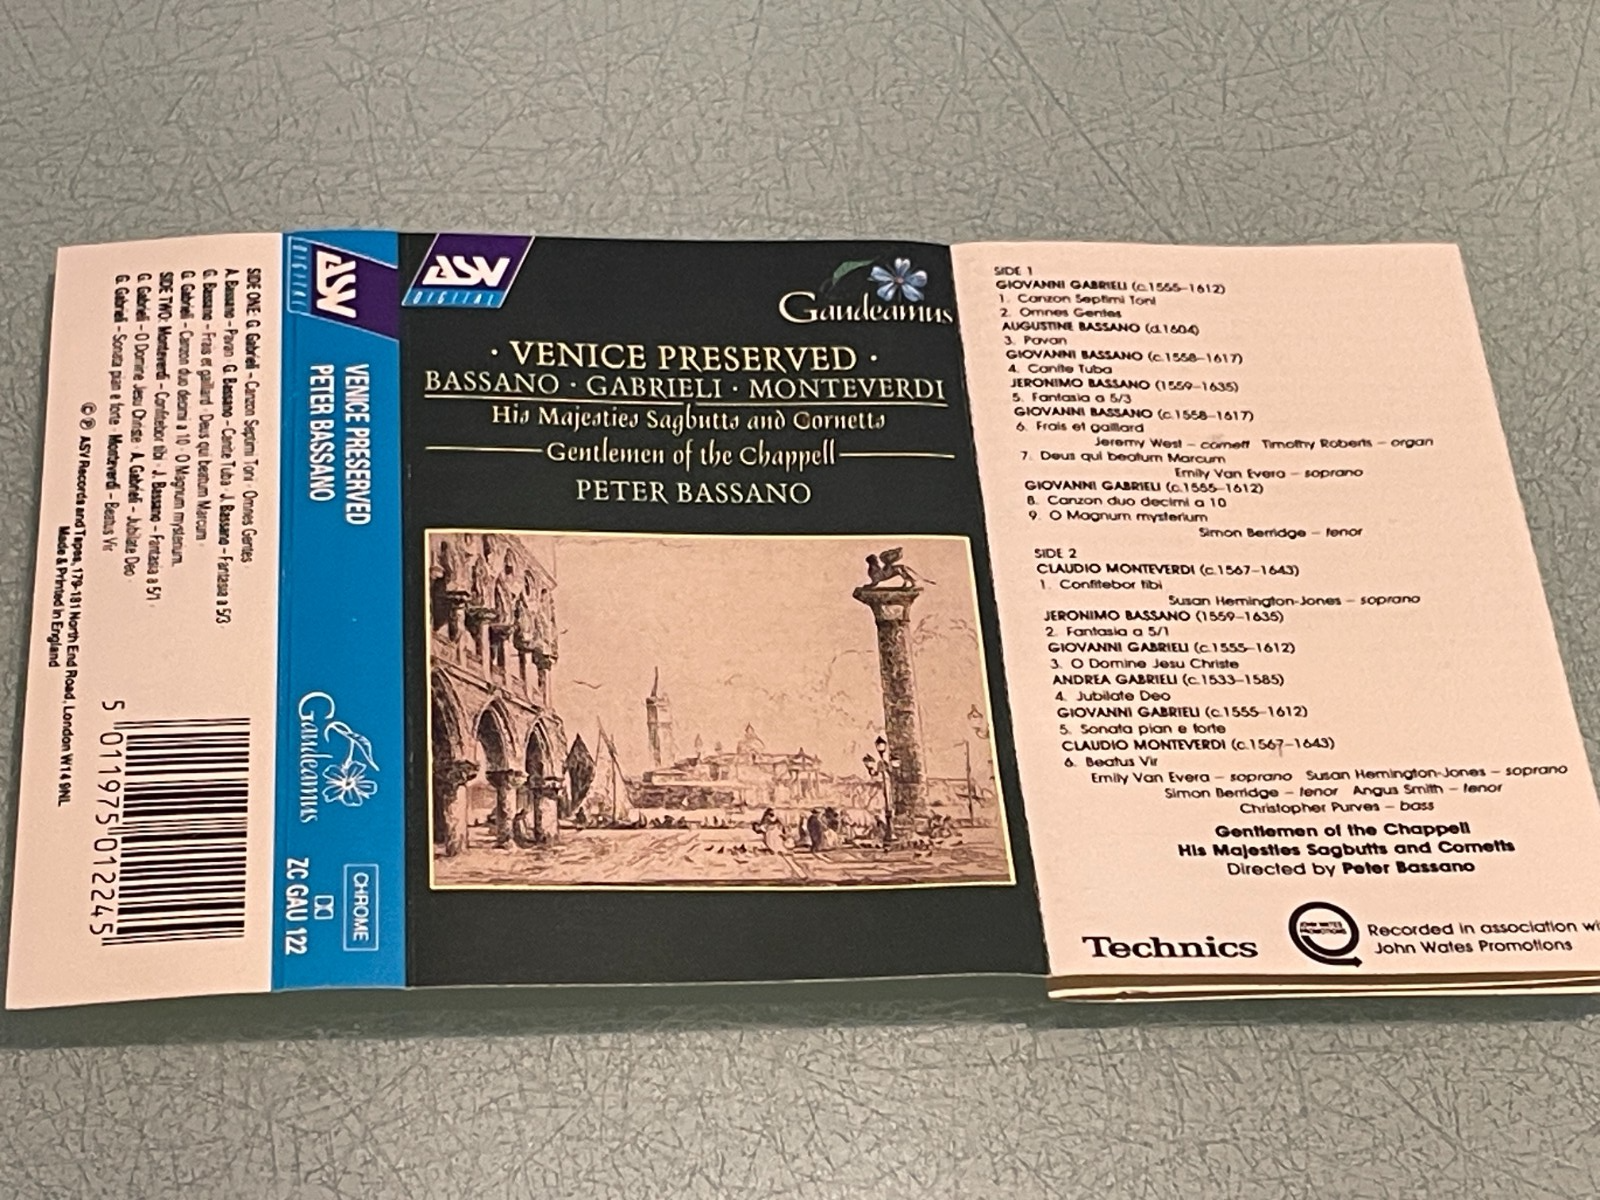 SIDE ONE: G. Gabrieli – Canzon Septimi Toni · Omnes Gentes
A. Bassano – Pavan · G. Bassano – Canite Tuba · J. Bassano – Fantasia a 5/3 ·
G. Bassano – Frais et gaillard · Deus qui beatum Marcum ·
G. Gabrieli – Canzon duo decimi a 10 · O Magnum mysterium.
SIDE TWO: Monteverdi – Confitebor tibi · J. Bassano – Fantasia a 5/1 ·
G. Gabrieli – O Domine Jesu Christe · A. Gabrieli – Jubilate Deo
G. Gabrieli – Sonata pian e forte · Monteverdi – Beatus Vir
© ℗ ASV Records and Tapes, 179-181 North End Road, London W14 9NL
Made & Printed in England
5 011975 012245
ASV
DIGITAL
VENICE PRESERVED
PETER BASSANO
Gaudeamus
CHROME
ZC GAU 122
ASV
DIGITAL
Gaudeamus
· VENICE PRESERVED ·
BASSANO · GABRIELI · MONTEVERDI
His Majesties Sagbutts and Cornetts
Gentlemen of the Chappell
PETER BASSANO
SIDE 1
GIOVANNI GABRIELI (c.1555–1612)
1. Canzon Septimi Toni
2. Omnes Gentes
AUGUSTINE BASSANO (d.1604)
3. Pavan
GIOVANNI BASSANO (c.1558–1617)
4. Canite Tuba
JERONIMO BASSANO (1559–1635)
5. Fantasia a 5/3
GIOVANNI BASSANO (c.1558–1617)
6. Frais et gaillard
Jeremy West – cornett Timothy Roberts – organ
7. Deus qui beatum Marcum
Emily Van Evera – soprano
GIOVANNI GABRIELI (c.1555–1612)
8. Canzon duo decimi a 10
9. O Magnum mysterium
Simon Berridge – tenor
SIDE 2
CLAUDIO MONTEVERDI (c.1567–1643)
1. Confitebor tibi
Susan Hemington-Jones – soprano
JERONIMO BASSANO (1559–1635)
2. Fantasia a 5/1
GIOVANNI GABRIELI (c.1555–1612)
3. O Domine Jesu Christe
ANDREA GABRIELI (c.1533–1585)
4. Jubilate Deo
GIOVANNI GABRIELI (c.1555–1612)
5. Sonata pian e forte
CLAUDIO MONTEVERDI (c.1567–1643)
6. Beatus Vir
Emily Van Evera – soprano Susan Hemington-Jones – soprano
Simon Berridge – tenor Angus Smith – tenor
Christopher Purves – bass
Gentlemen of the Chappell
His Majesties Sagbutts and Cornetts
Directed by Peter Bassano
Technics
JOHN WATES
PROMOTIONS
Recorded in association wi
John Wates Promotions